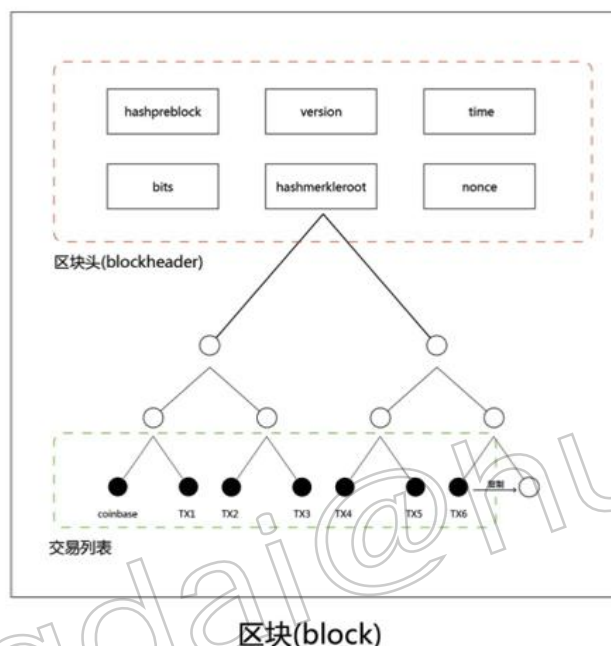 hashpreblock version time
bits hashmerkleroot nonce
区块头(blockheader)
复制
coinbase TX1 TX2 TX3 TX4 TX5 TX6
交易列表
区块(block)